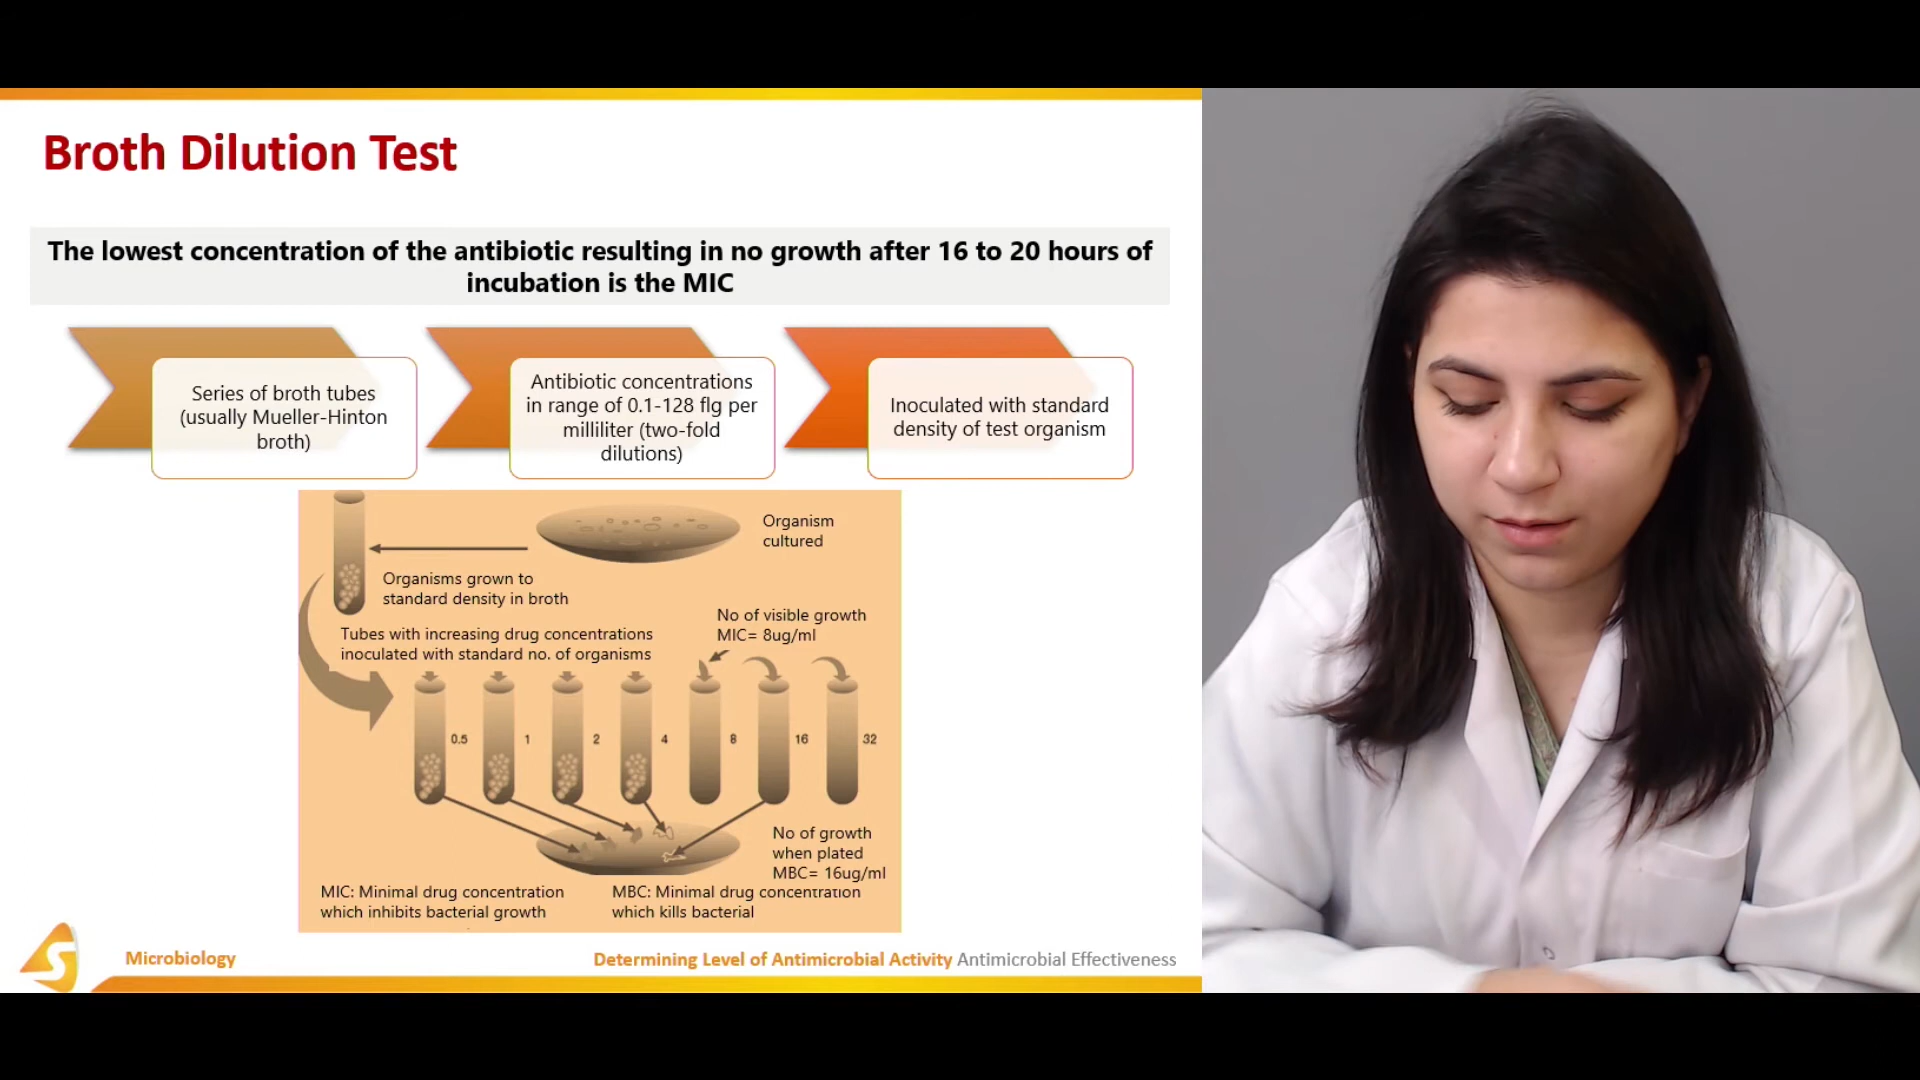 Broth Dilution Test
The lowest concentration of the antibiotic resulting in no growth after 16 to 20 hours of
incubation is the MIC
Series of broth tubes
(usually Mueller-Hinton
broth)
Antibiotic concentrations
in range of 0.1-128 flg per
milliliter (two-fold
dilutions)
Inoculated with standard
density of test organism
Organism
cultured
Organisms grown to
standard density in broth
No of visible growth
MIC= 8ug/ml
Tubes with increasing drug concentrations
inoculated with standard no. of organisms
0.5 1 2 4 8 16 32
No of growth
when plated
MBC= 16ug/ml
MIC: Minimal drug concentration
which inhibits bacterial growth
MBC: Minimal drug concentration
which kills bacterial
S
Microbiology
Determining Level of Antimicrobial Activity Antimicrobial Effectiveness